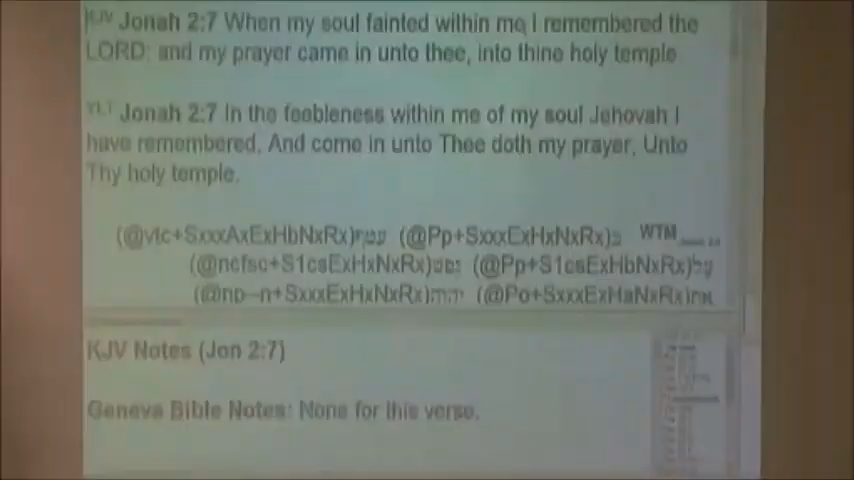 KJV Jonah 2:7 When my soul fainted within me I remembered the
LORD: and my prayer came in unto thee, into thine holy temple
YLT Jonah 2:7 In the feebleness within me of my soul Jehovah I
have remembered, And come in unto Thee doth my prayer, Unto
Thy holy temple.
(@vtc+SxxxAxExHbNxRx) (@Pp+SxxxExHxNxRx)ב WTM
(@ncfsc+S1csExHxNxRx) (@Pp+S1csExHbNxRx)
(@np--n+SxxxExHxNxRx) (@Po+SxxxExHaNxRx)
KJV Notes (Jon 2:7)
Geneva Bible Notes: None for this verse.